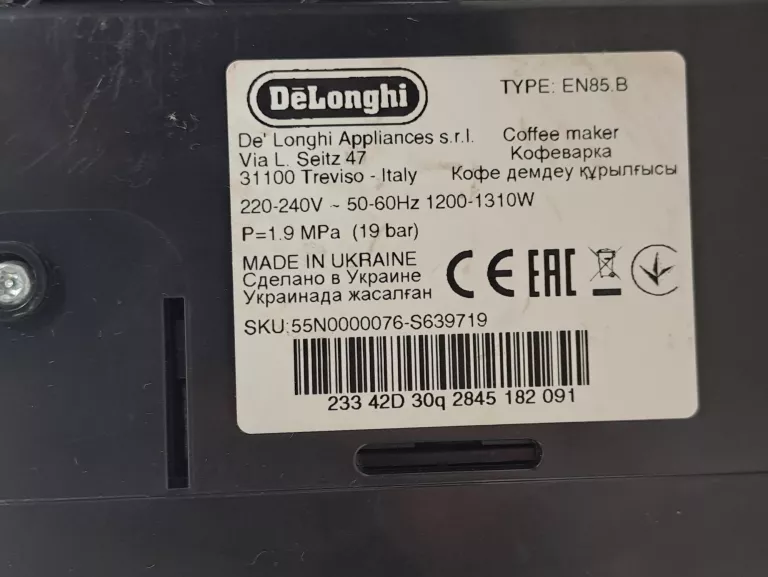 DēLonghi
TYPE: EN85.B
De' Longhi Appliances s.r.l.
Via L. Seitz 47
31100 Treviso - Italy
Coffee maker
Кофеварка
Кофе демдеу құрылғысы
220-240V ~ 50-60Hz 1200-1310W
P=1.9 MPa (19 bar)
MADE IN UKRAINE
Сделано в Украине
Украинада жасалған
CE EAC
SKU:55N0000076-S639719
233 42D 30q 2845 182 091